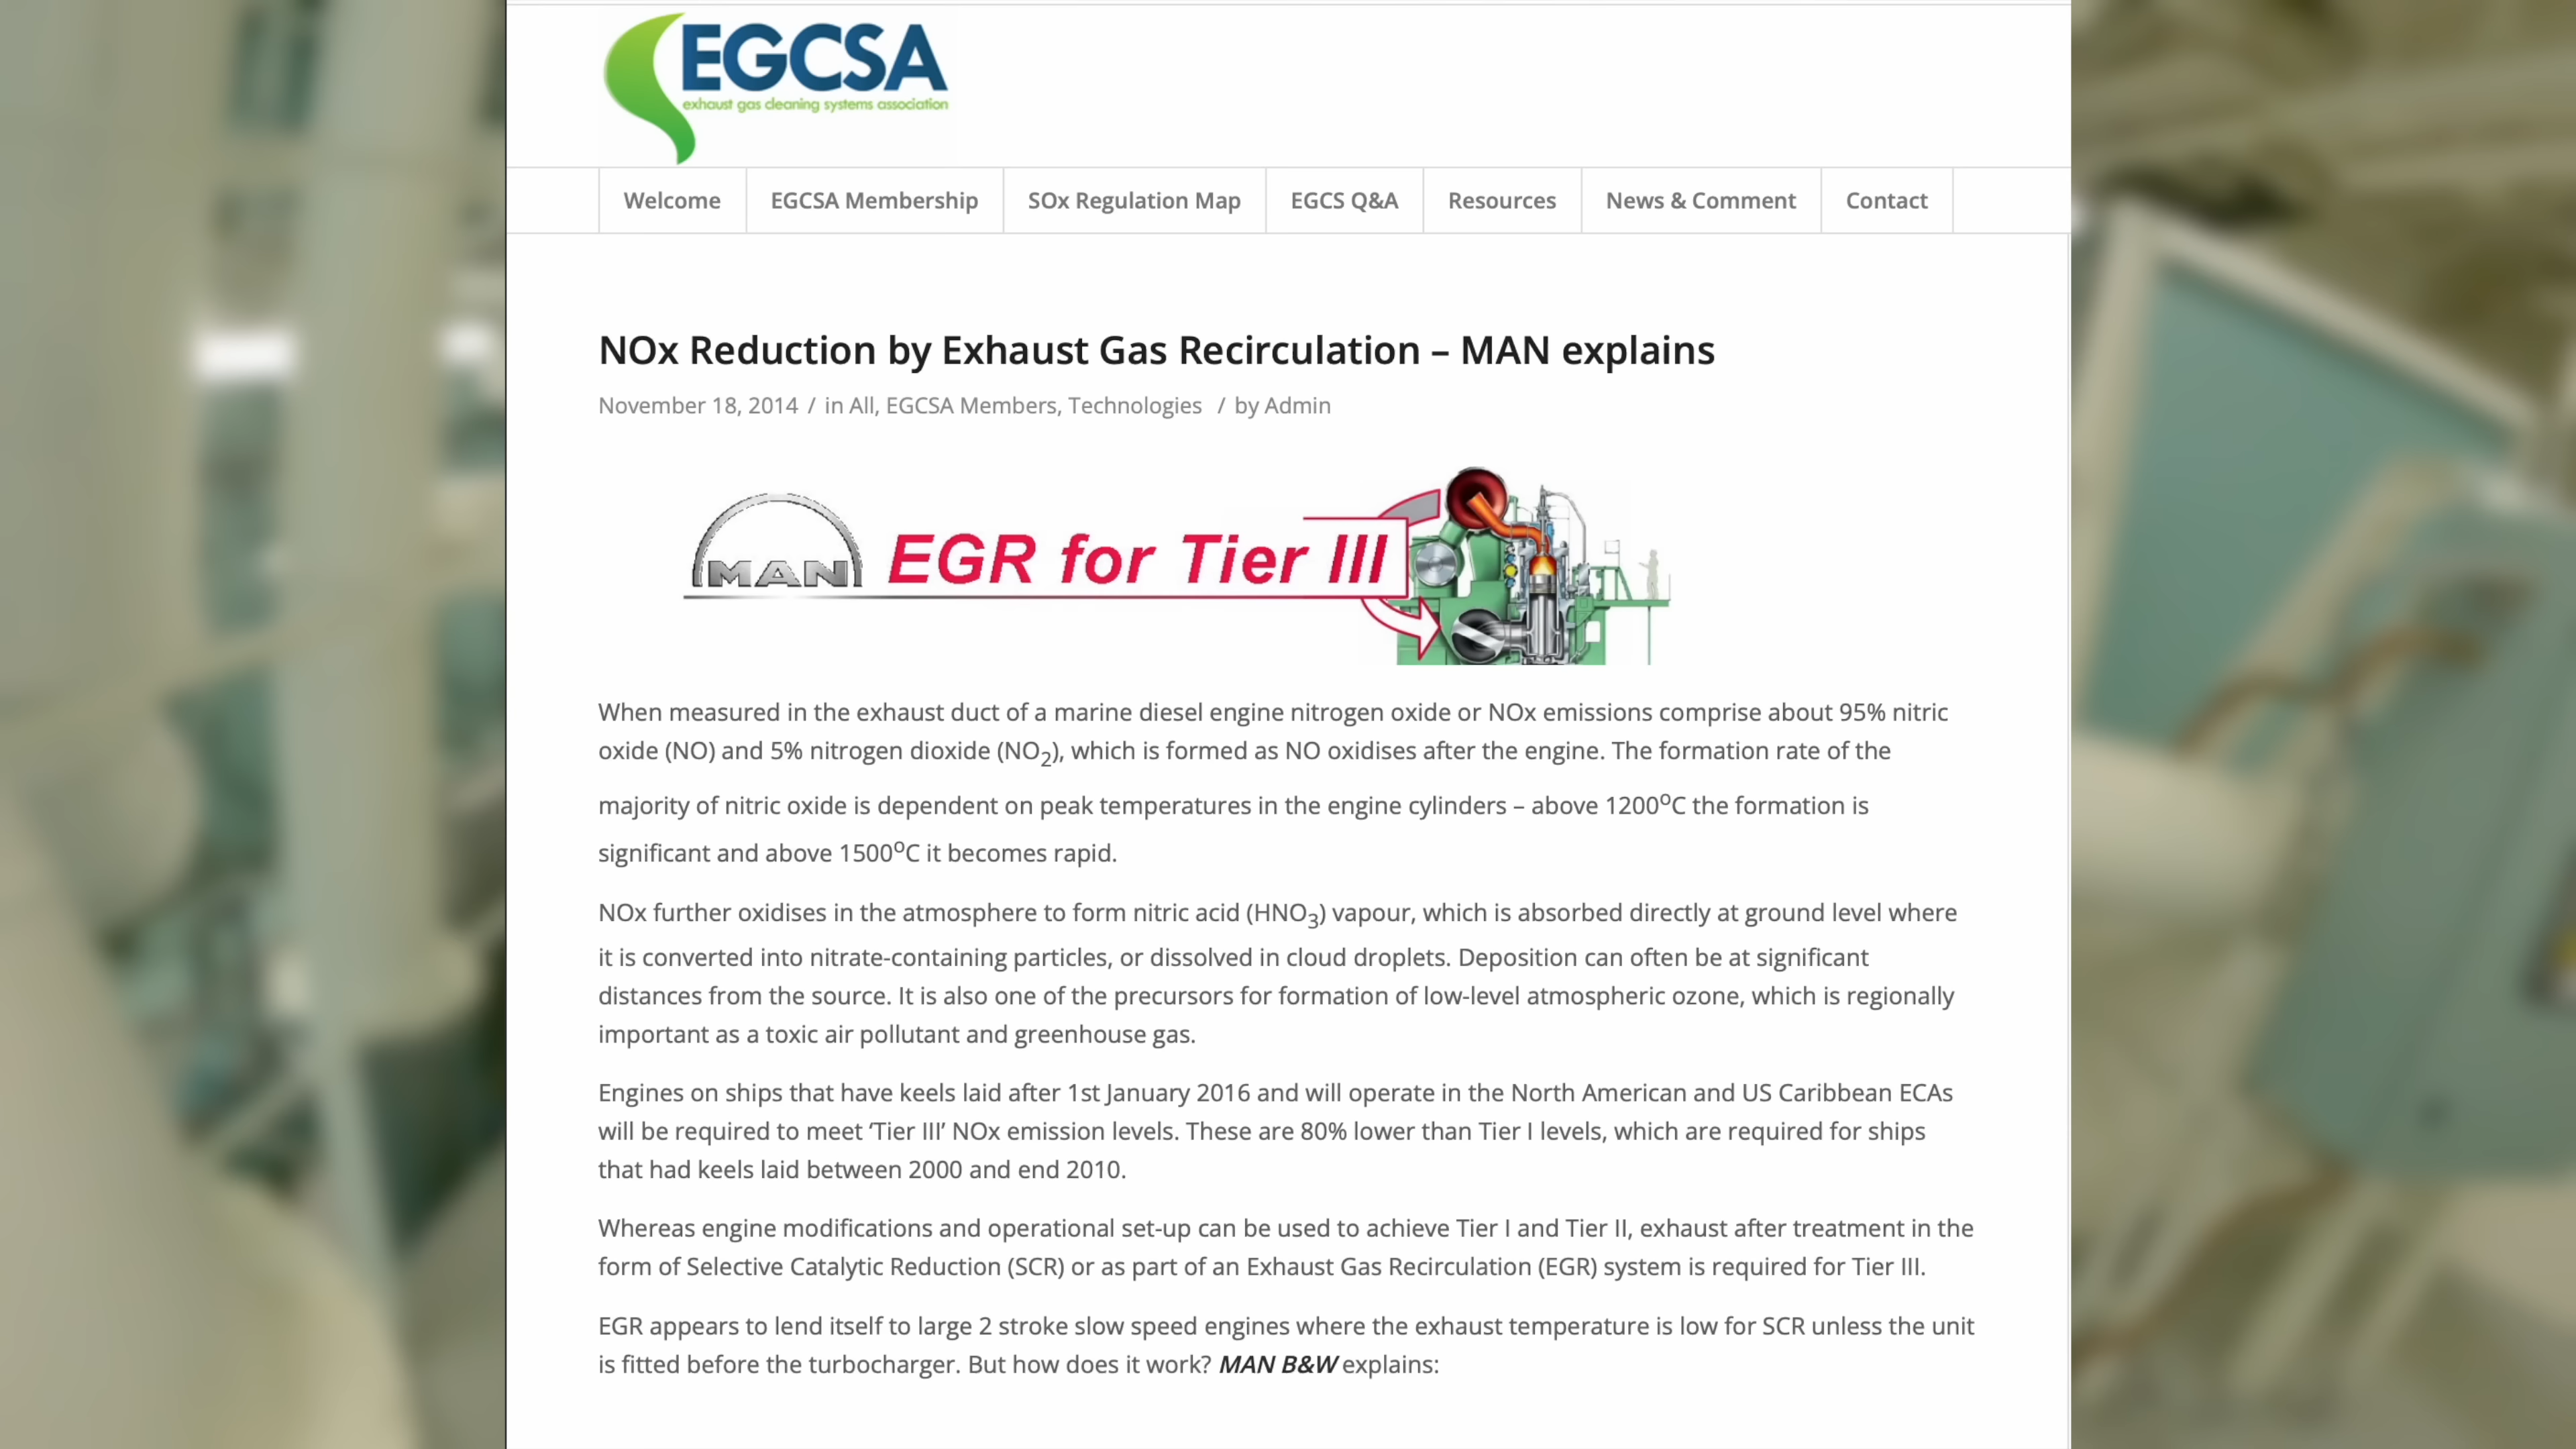 EGCSA
exhaust gas cleaning systems association
Welcome
EGCSA Membership
SOx Regulation Map
EGCS Q&A
Resources
News & Comment
Contact
NOx Reduction by Exhaust Gas Recirculation – MAN explains
November 18, 2014 / in All, EGCSA Members, Technologies / by Admin
MAN
EGR for Tier III
When measured in the exhaust duct of a marine diesel engine nitrogen oxide or NOx emissions comprise about 95% nitric
oxide (NO) and 5% nitrogen dioxide (NO₂), which is formed as NO oxidises after the engine. The formation rate of the
majority of nitric oxide is dependent on peak temperatures in the engine cylinders – above 1200ºC the formation is
significant and above 1500ºC it becomes rapid.
NOx further oxidises in the atmosphere to form nitric acid (HNO₃) vapour, which is absorbed directly at ground level where
it is converted into nitrate-containing particles, or dissolved in cloud droplets. Deposition can often be at significant
distances from the source. It is also one of the precursors for formation of low-level atmospheric ozone, which is regionally
important as a toxic air pollutant and greenhouse gas.
Engines on ships that have keels laid after 1st January 2016 and will operate in the North American and US Caribbean ECAs
will be required to meet ‘Tier III’ NOx emission levels. These are 80% lower than Tier I levels, which are required for ships
that had keels laid between 2000 and end 2010.
Whereas engine modifications and operational set-up can be used to achieve Tier I and Tier II, exhaust after treatment in the
form of Selective Catalytic Reduction (SCR) or as part of an Exhaust Gas Recirculation (EGR) system is required for Tier III.
EGR appears to lend itself to large 2 stroke slow speed engines where the exhaust temperature is low for SCR unless the unit
is fitted before the turbocharger. But how does it work? MAN B&W explains: